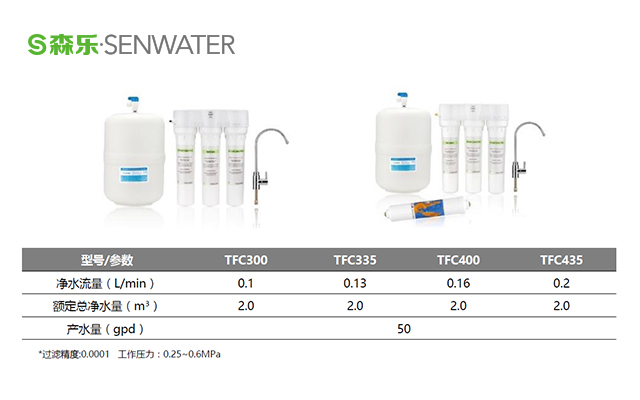 S森乐·SENWATER
型号/参数 TFC300 TFC335 TFC400 TFC435
净水流量（L/min） 0.1 0.13 0.16 0.2
额定总净水量（m³） 2.0 2.0 2.0 2.0
产水量（gpd） 50
*过滤精度:0.0001 工作压力：0.25~0.6MPa